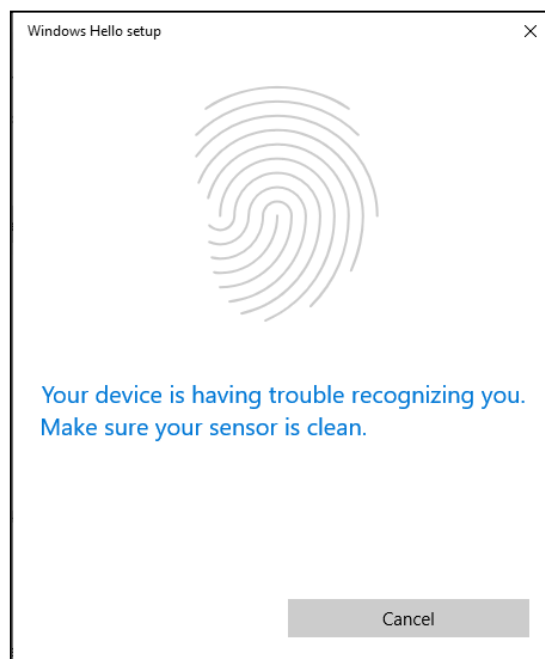 Windows Hello setup
Your device is having trouble recognizing you.
Make sure your sensor is clean.
Cancel